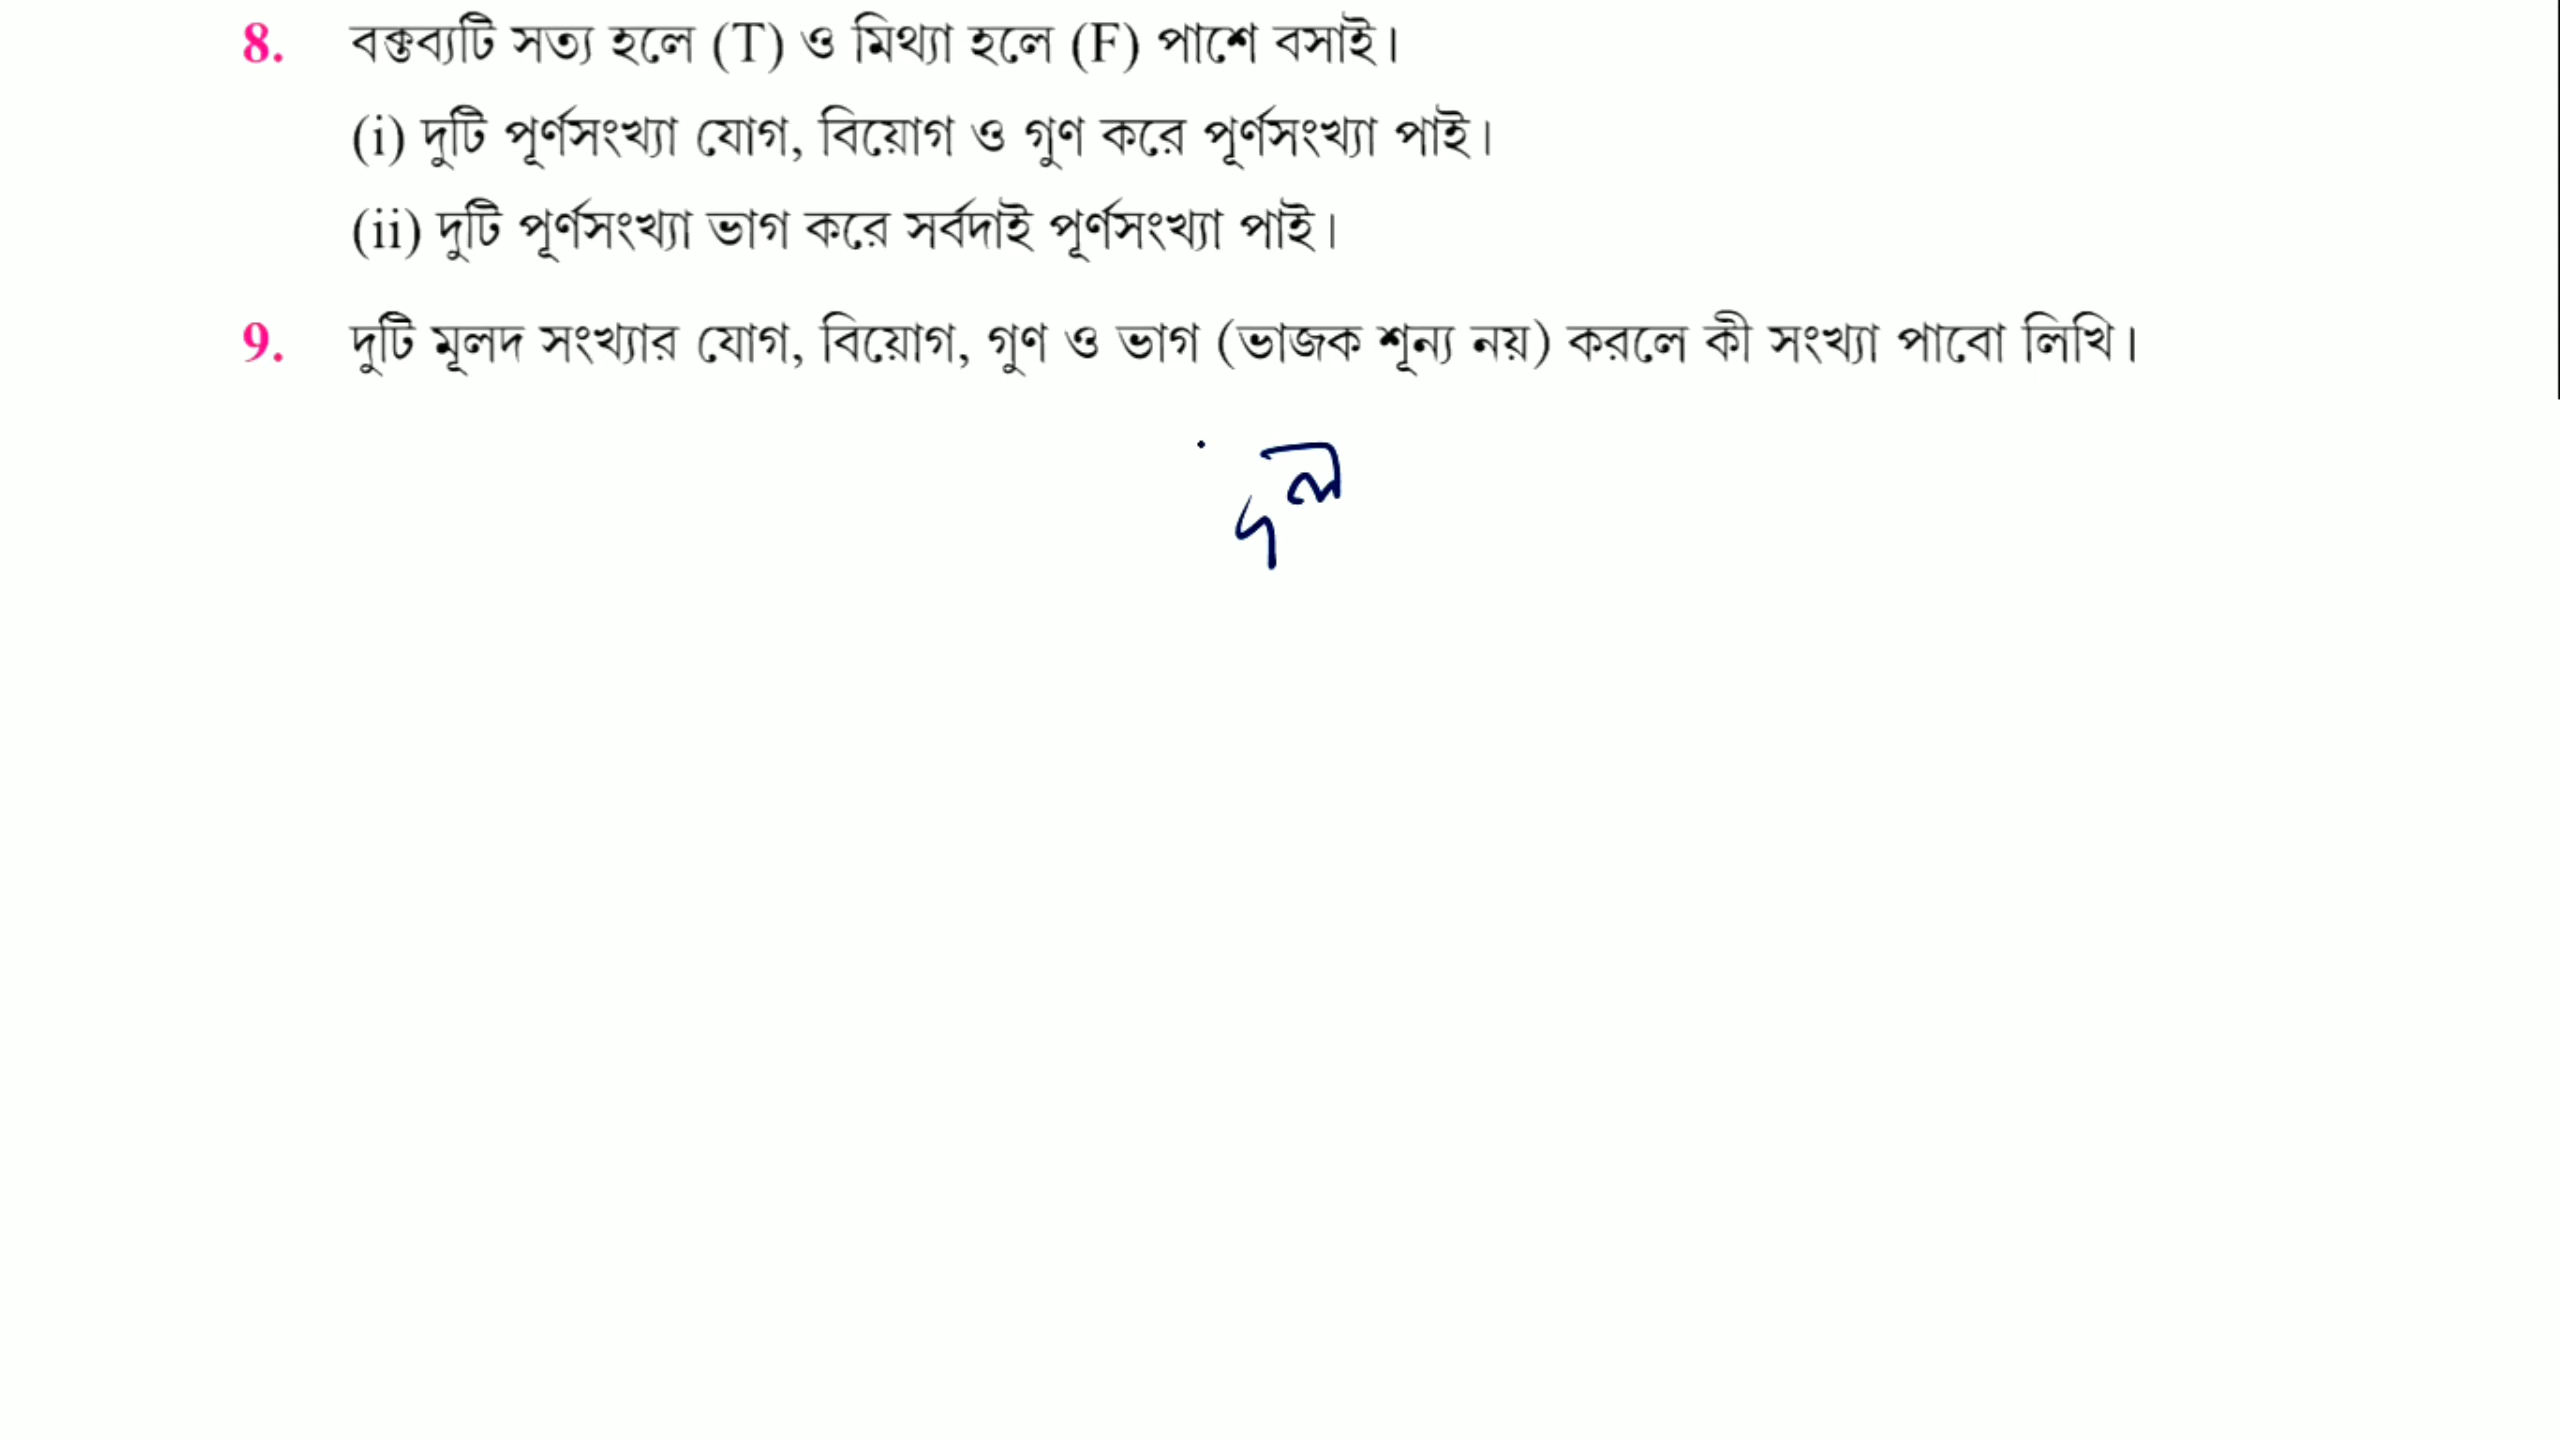 8. বক্তব্যটি সত্য হলে (T) ও মিথ্যা হলে (F) পাশে বসাই।
(i) দুটি পূর্ণসংখ্যা যোগ, বিয়োগ ও গুণ করে পূর্ণসংখ্যা পাই।
(ii) দুটি পূর্ণসংখ্যা ভাগ করে সর্বদাই পূর্ণসংখ্যা পাই।
9. দুটি মূলদ সংখ্যার যোগ, বিয়োগ, গুণ ও ভাগ (ভাজক শূন্য নয়) করলে কী সংখ্যা পাবো লিখি।